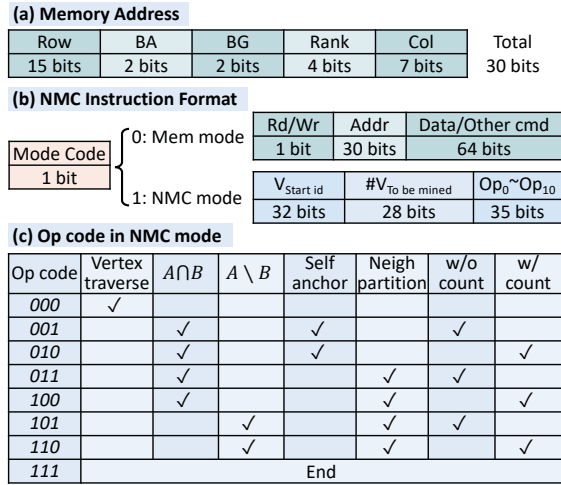 (a) Memory Address
Row BA BG Rank Col Total
15 bits 2 bits 2 bits 4 bits 7 bits 30 bits
(b) NMC Instruction Format
Mode Code
1 bit
0: Mem mode
1: NMC mode
Rd/Wr Addr Data/Other cmd
1 bit 30 bits 64 bits
V_Start id #V_To be mined Op_0~Op_10
32 bits 28 bits 35 bits
(c) Op code in NMC mode
Op code Vertex traverse A∩B A \ B Self anchor Neigh partition w/o count w/ count
000 ✓
001 ✓ ✓ ✓
010 ✓ ✓ ✓
011 ✓ ✓ ✓
100 ✓ ✓ ✓
101 ✓ ✓ ✓
110 ✓ ✓ ✓
111 End